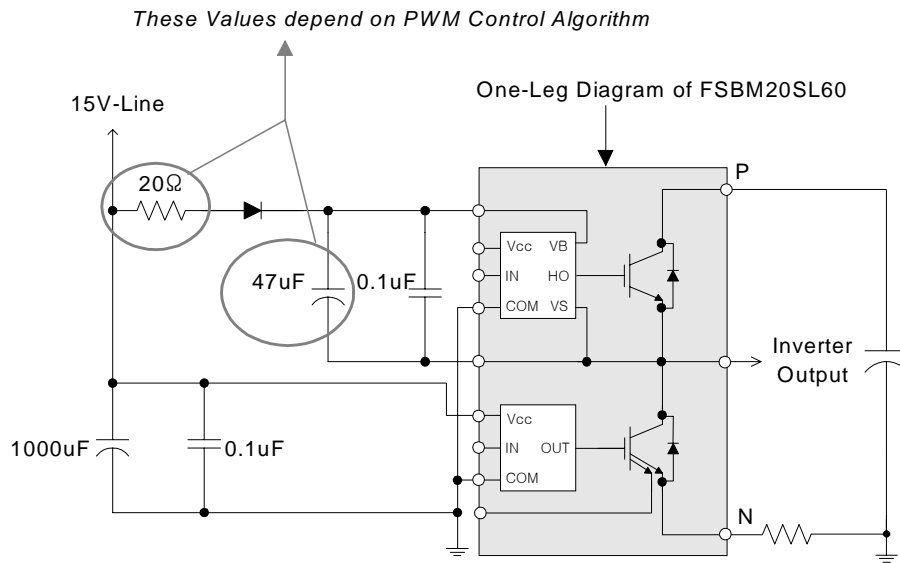 These Values depend on PWM Control Algorithm
15V-Line
One-Leg Diagram of FSBM20SL60
P
20Ω
Vcc VB
47uF 0.1uF
IN HO
COM VS
Inverter
Output
Vcc
1000uF 0.1uF
IN OUT
COM
N